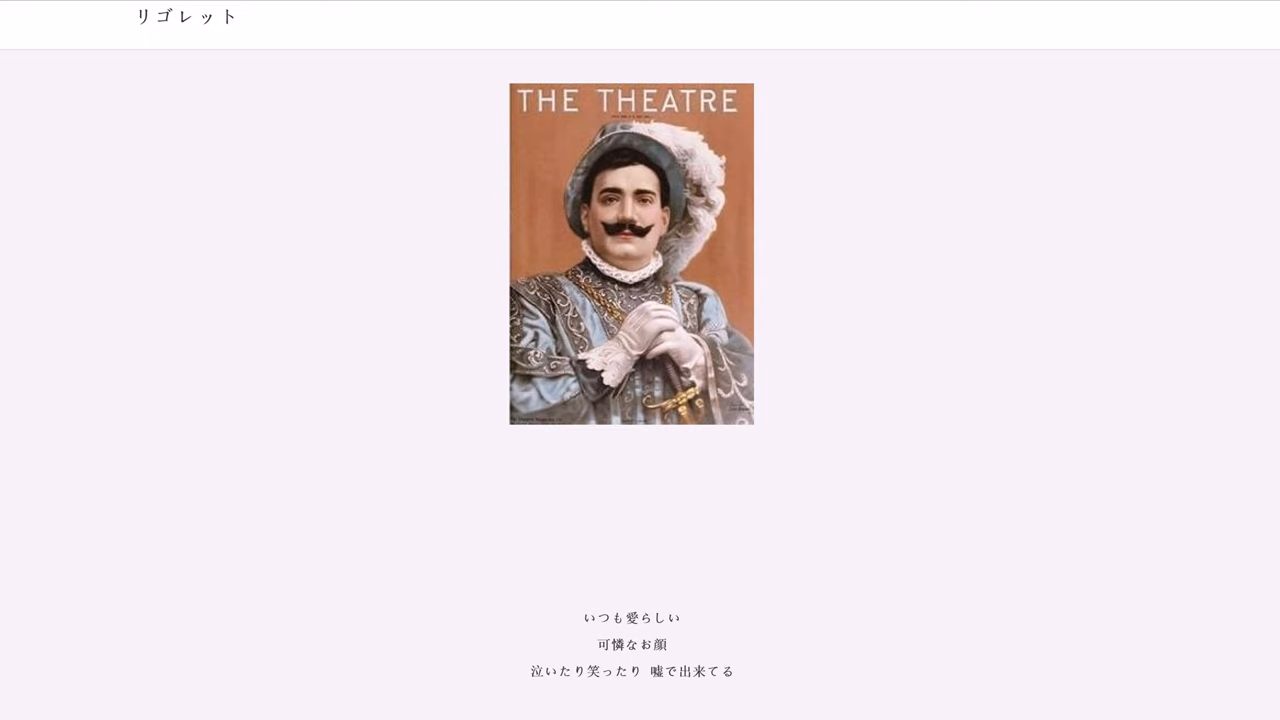 リゴレット
THE THEATRE
いつも愛らしい
可憐なお顔
泣いたり笑ったり 嘘で出来てる